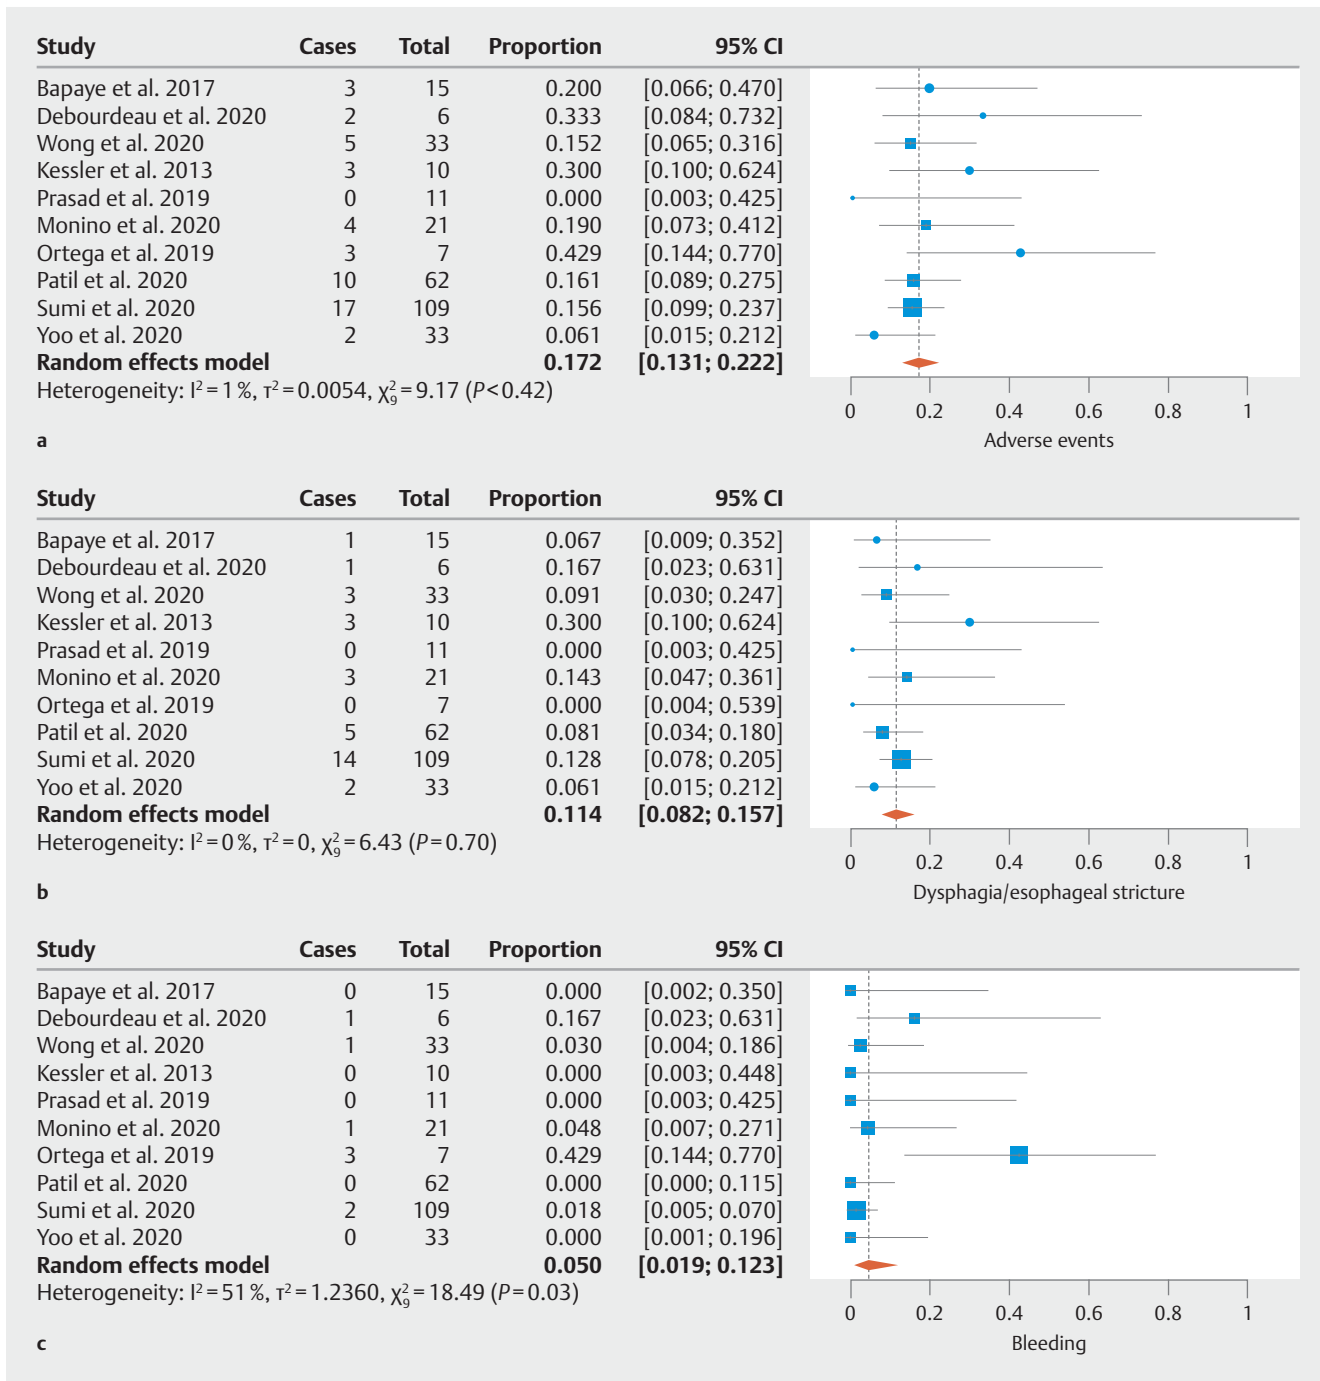 Study Cases Total Proportion 95% CI
Bapaye et al. 2017 3 15 0.200 [0.066; 0.470]
Debourdeau et al. 2020 2 6 0.333 [0.084; 0.732]
Wong et al. 2020 5 33 0.152 [0.065; 0.316]
Kessler et al. 2013 3 10 0.300 [0.100; 0.624]
Prasad et al. 2019 0 11 0.000 [0.003; 0.425]
Monino et al. 2020 4 21 0.190 [0.073; 0.412]
Ortega et al. 2019 3 7 0.429 [0.144; 0.770]
Patil et al. 2020 10 62 0.161 [0.089; 0.275]
Sumi et al. 2020 17 109 0.156 [0.099; 0.237]
Yoo et al. 2020 2 33 0.061 [0.015; 0.212]
Random effects model 0.172 [0.131; 0.222]
Heterogeneity: I² = 1 %, τ² = 0.0054, χ²₉ = 9.17 (P < 0.42)
0 0.2 0.4 0.6 0.8 1
Adverse events
a
Study Cases Total Proportion 95% CI
Bapaye et al. 2017 1 15 0.067 [0.009; 0.352]
Debourdeau et al. 2020 1 6 0.167 [0.023; 0.631]
Wong et al. 2020 3 33 0.091 [0.030; 0.247]
Kessler et al. 2013 3 10 0.300 [0.100; 0.624]
Prasad et al. 2019 0 11 0.000 [0.003; 0.425]
Monino et al. 2020 3 21 0.143 [0.047; 0.361]
Ortega et al. 2019 0 7 0.000 [0.004; 0.539]
Patil et al. 2020 5 62 0.081 [0.034; 0.180]
Sumi et al. 2020 14 109 0.128 [0.078; 0.205]
Yoo et al. 2020 2 33 0.061 [0.015; 0.212]
Random effects model 0.114 [0.082; 0.157]
Heterogeneity: I² = 0 %, τ² = 0, χ²₉ = 6.43 (P = 0.70)
0 0.2 0.4 0.6 0.8 1
Dysphagia/esophageal stricture
b
Study Cases Total Proportion 95% CI
Bapaye et al. 2017 0 15 0.000 [0.002; 0.350]
Debourdeau et al. 2020 1 6 0.167 [0.023; 0.631]
Wong et al. 2020 1 33 0.030 [0.004; 0.186]
Kessler et al. 2013 0 10 0.000 [0.003; 0.448]
Prasad et al. 2019 0 11 0.000 [0.003; 0.425]
Monino et al. 2020 1 21 0.048 [0.007; 0.271]
Ortega et al. 2019 3 7 0.429 [0.144; 0.770]
Patil et al. 2020 0 62 0.000 [0.000; 0.115]
Sumi et al. 2020 2 109 0.018 [0.005; 0.070]
Yoo et al. 2020 0 33 0.000 [0.001; 0.196]
Random effects model 0.050 [0.019; 0.123]
Heterogeneity: I² = 51 %, τ² = 1.2360, χ²₉ = 18.49 (P = 0.03)
0 0.2 0.4 0.6 0.8 1
Bleeding
c